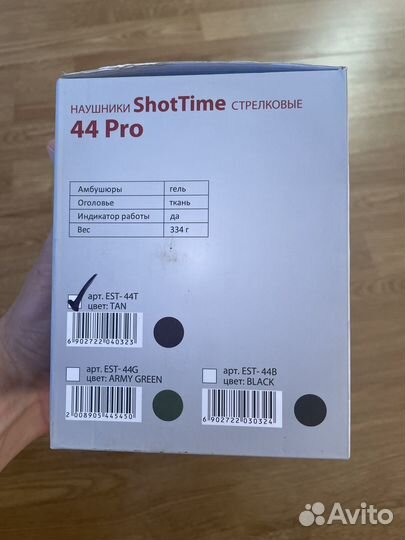 НАУШНИКИ ShotTime СТРЕЛКОВЫЕ
44 Pro
Амбушюры гель
Оголовье ткань
Индикатор работы да
Вес 334 г
арт. EST- 44T
цвет: TAN
6 902722 040323
арт. EST- 44G
цвет: ARMY GREEN
2 008905 445450
арт. EST- 44B
цвет: BLACK
6 902722 030324
Avito